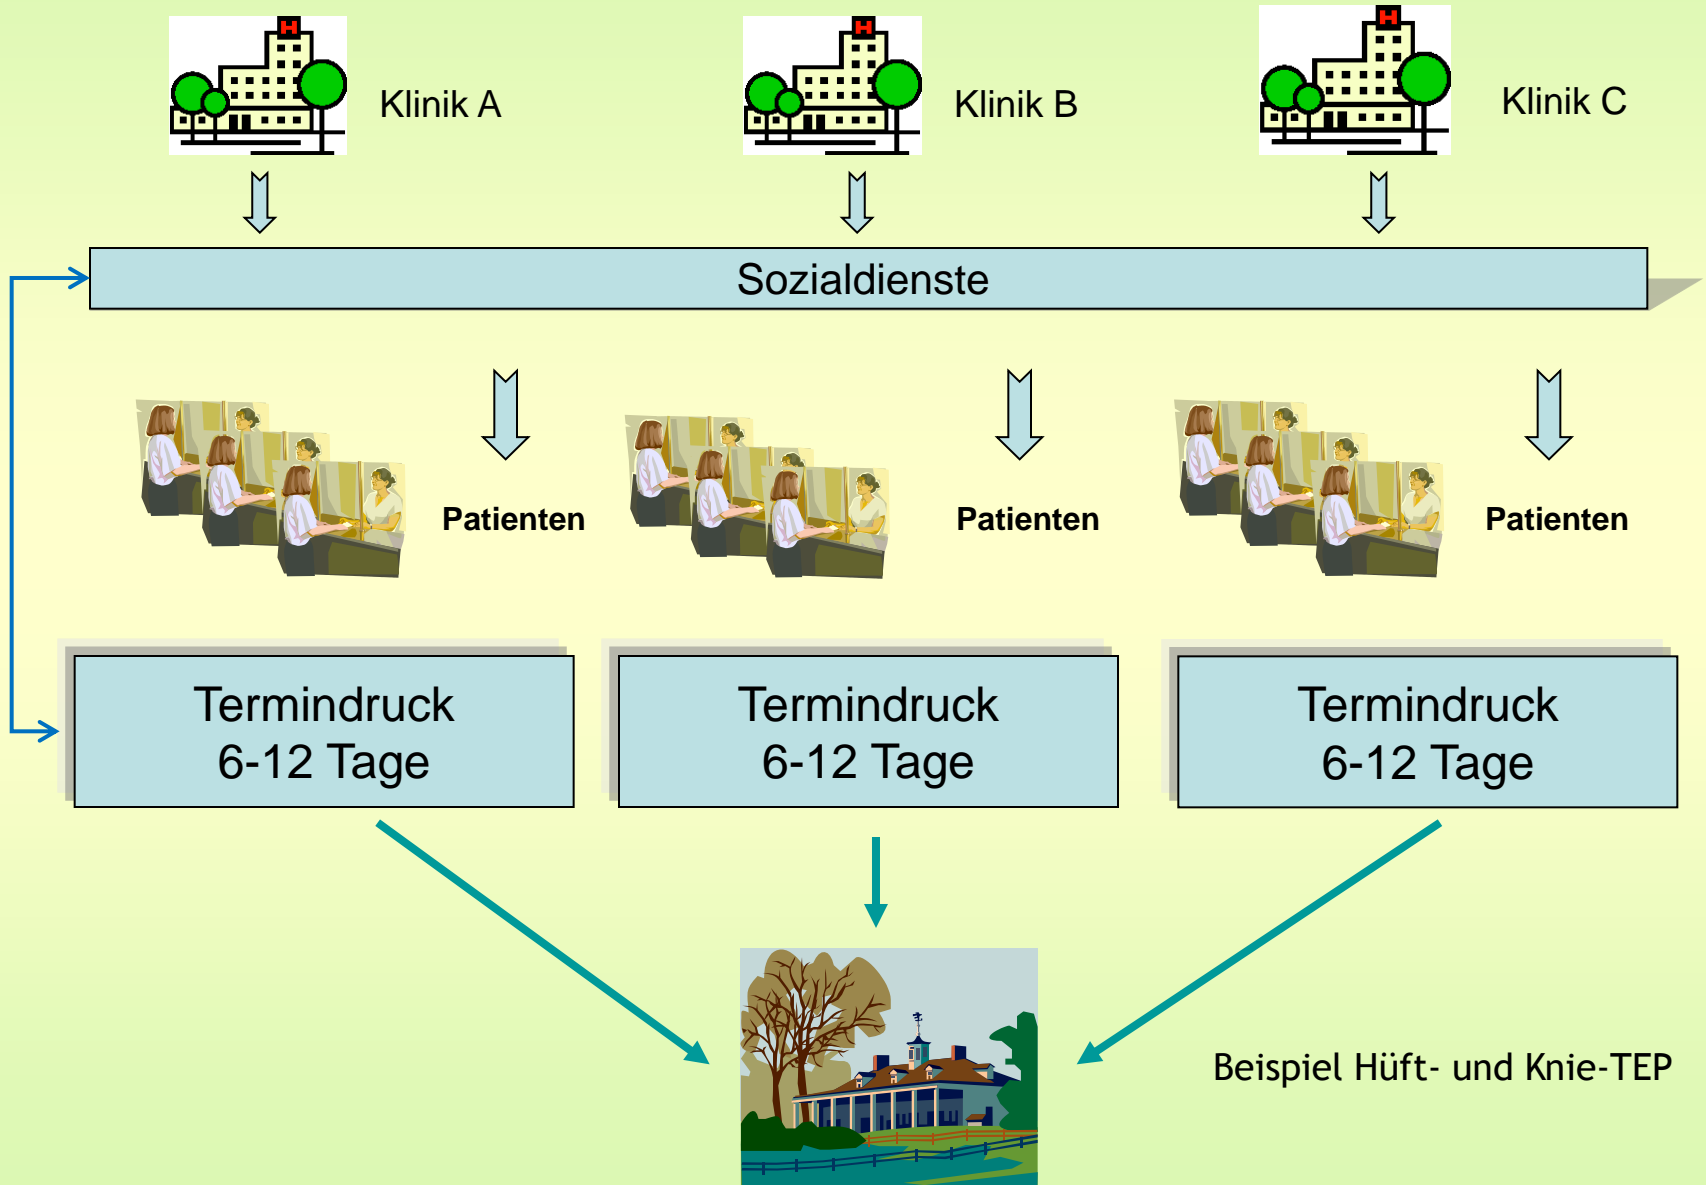 Klinik A
Klinik B
Klinik C
Sozialdienste
Patienten
Patienten
Patienten
Termindruck
6-12 Tage
Termindruck
6-12 Tage
Termindruck
6-12 Tage
Beispiel Hüft- und Knie-TEP